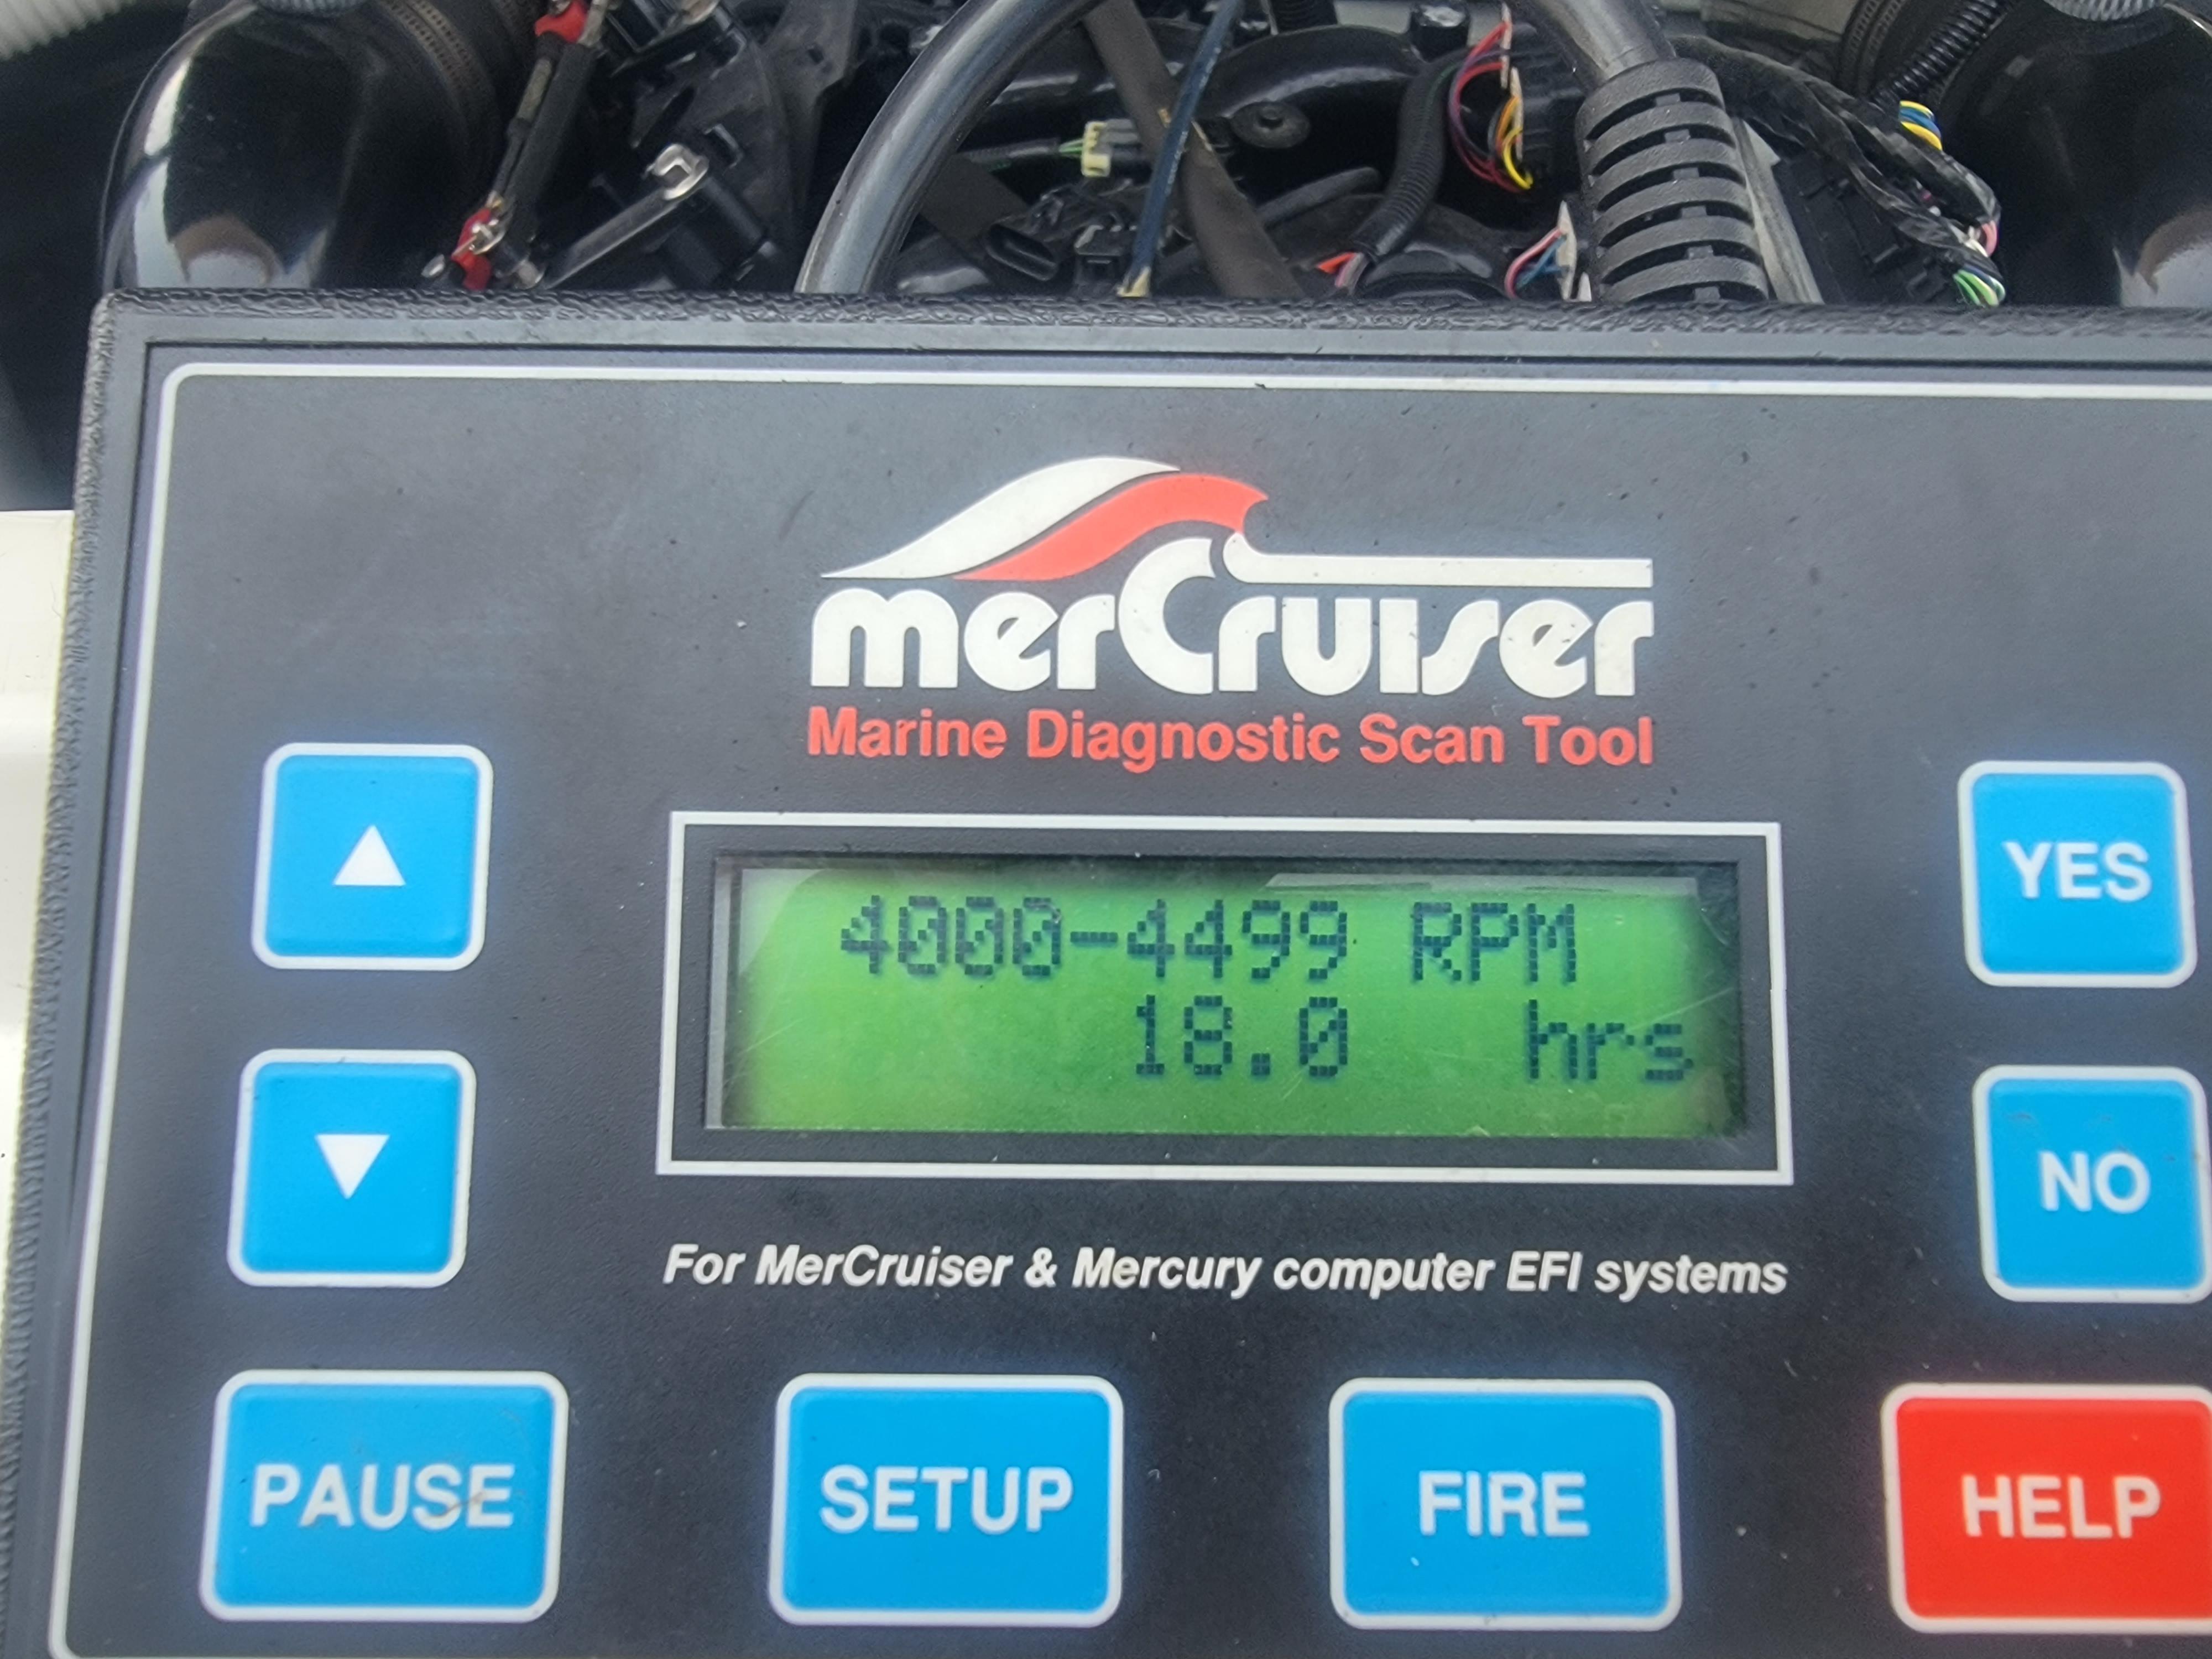 merCruiser
Marine Diagnostic Scan Tool
4000-4499 RPM
18.0 hrs
YES
NO
For MerCruiser & Mercury computer EFI systems
PAUSE
SETUP
FIRE
HELP